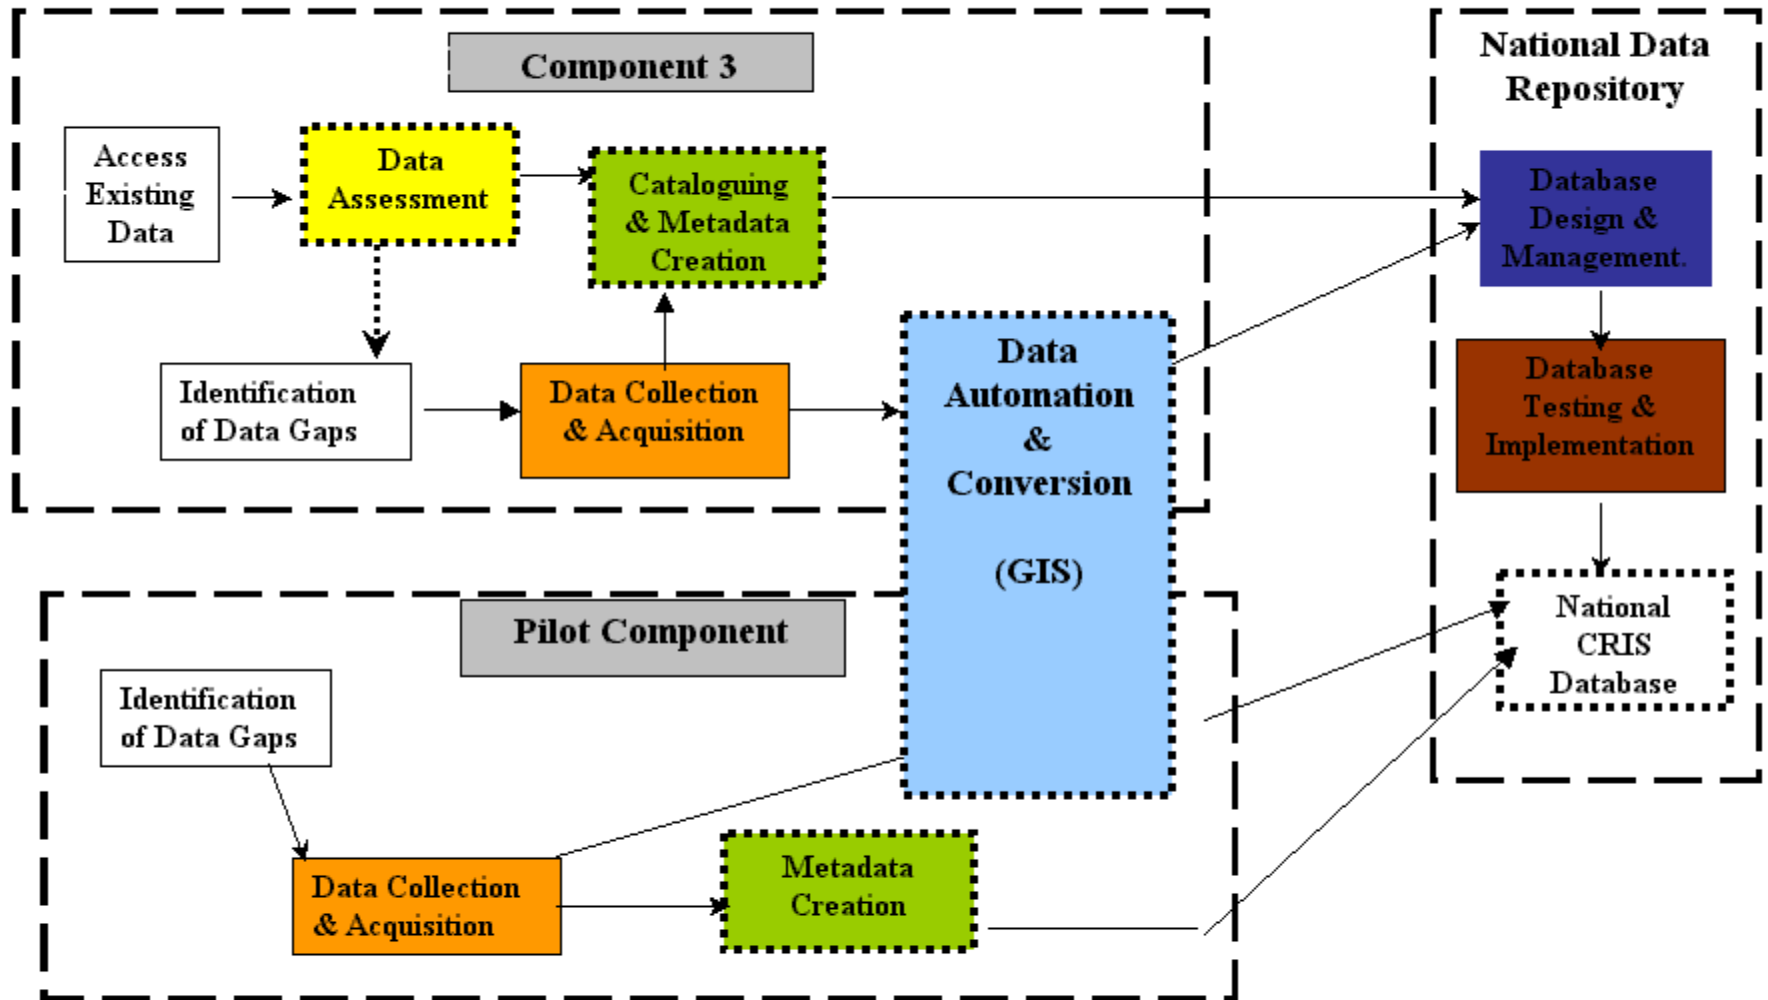 Component 3
Access
Existing
Data
Data
Assessment
Cataloguing
& Metadata
Creation
Identification
of Data Gaps
Data Collection
& Acquisition
Data
Automation
&
Conversion
(GIS)
Pilot Component
Identification
of Data Gaps
Data Collection
& Acquisition
Metadata
Creation
National Data
Repository
Database
Design &
Management.
Database
Testing &
Implementation
National
CRIS
Database